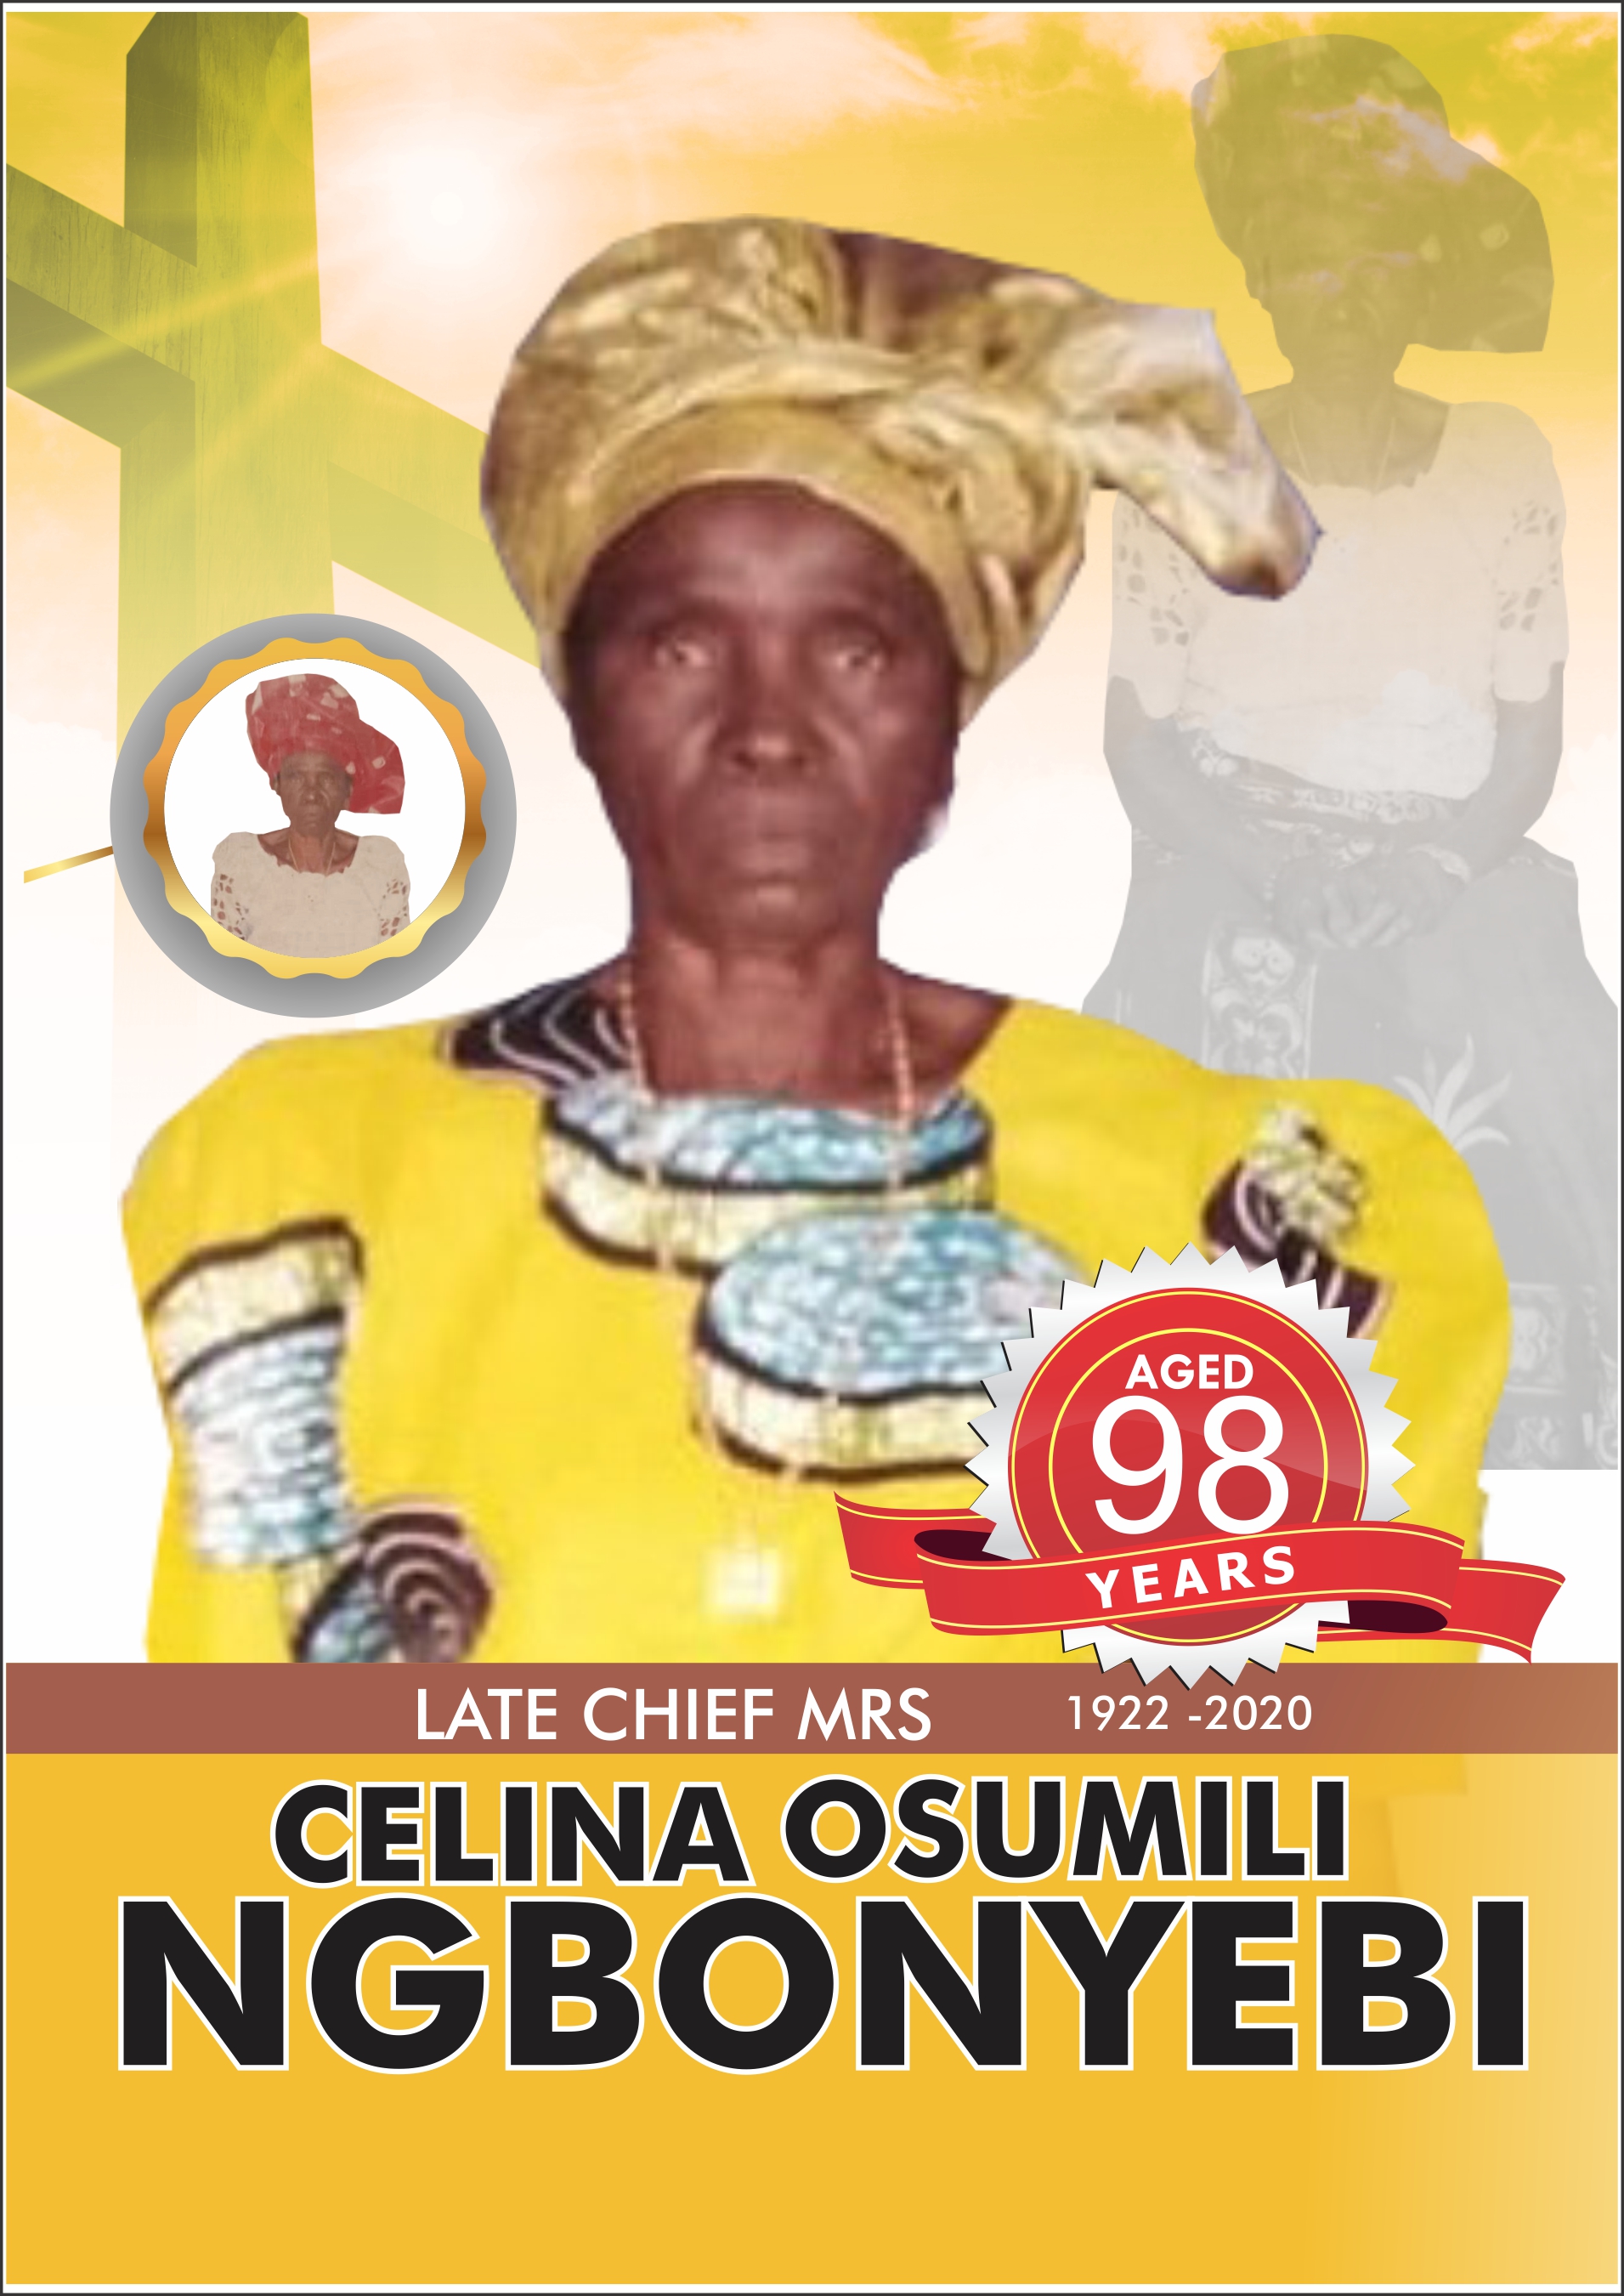 AGED
98
YEARS
LATE CHIEF MRS 1922 -2020
CELINA OSUMILI
NGBONYEBI